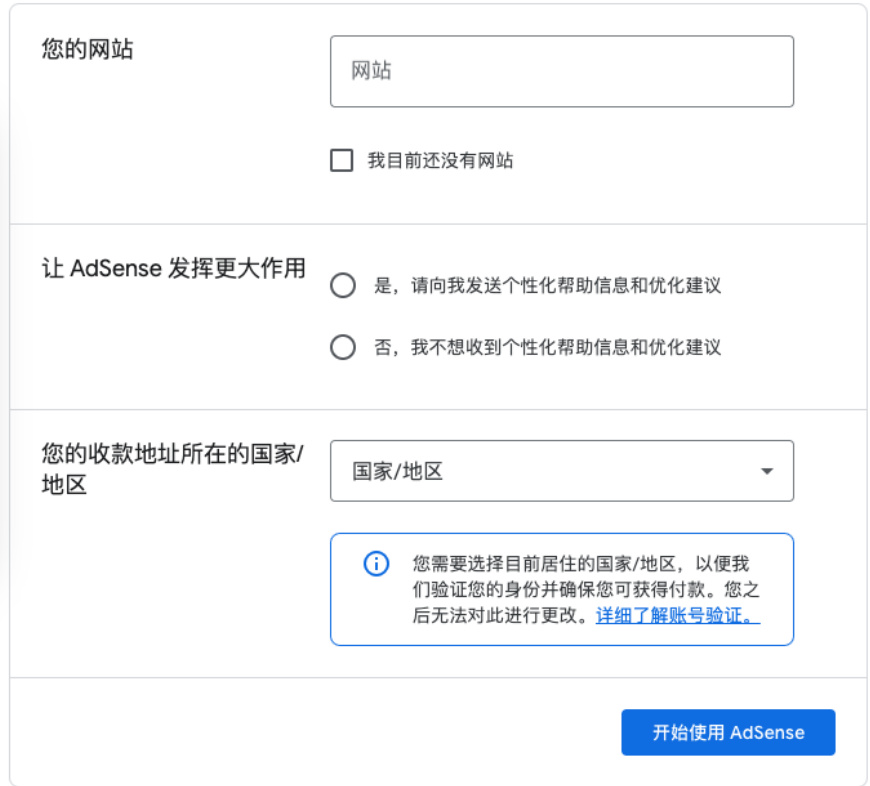 您的网站
网站
我目前还没有网站
让 AdSense 发挥更大作用
是，请向我发送个性化帮助信息和优化建议
否，我不想收到个性化帮助信息和优化建议
您的收款地址所在的国家/
地区
国家/地区
您需要选择目前居住的国家/地区，以便我
们验证您的身份并确保您可获得付款。您之
后无法对此进行更改。详细了解账号验证。
开始使用 AdSense